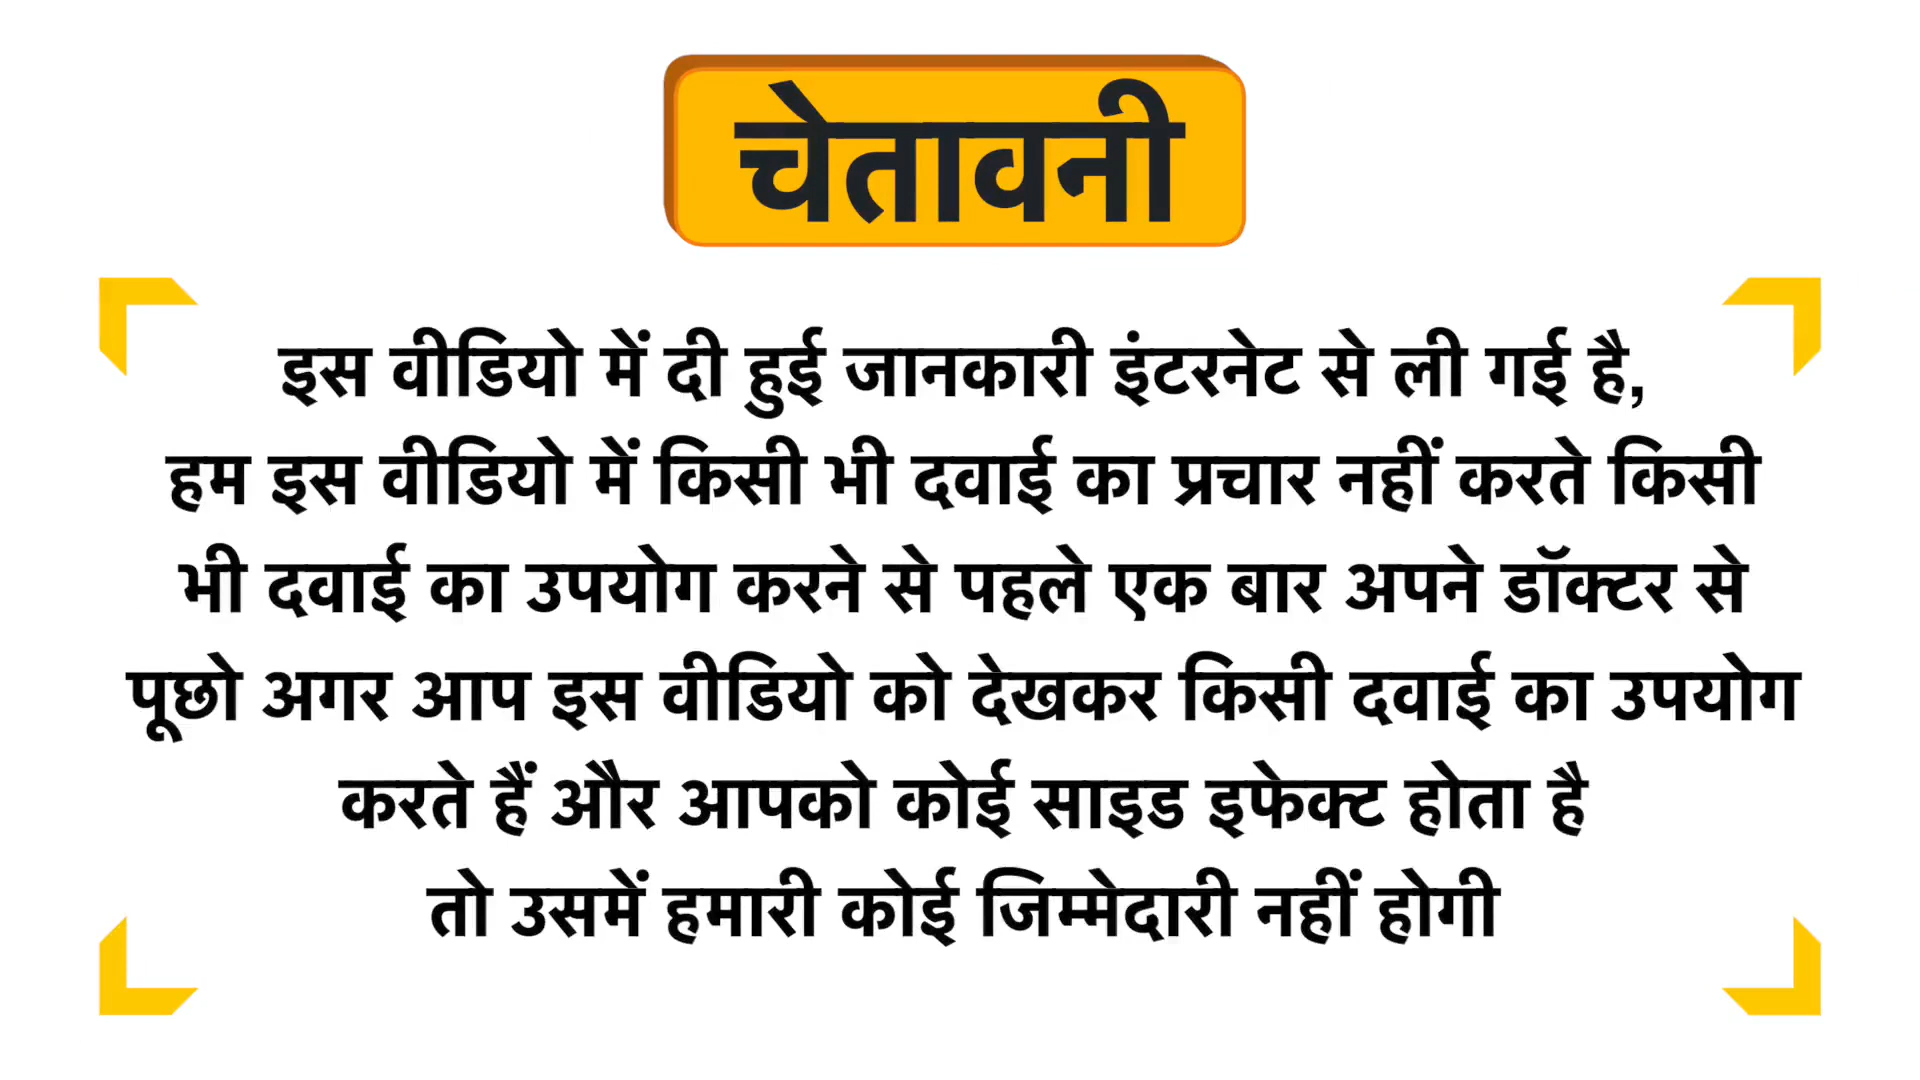 चेतावनी
इस वीडियो में दी हुई जानकारी इंटरनेट से ली गई है,
हम इस वीडियो में किसी भी दवाई का प्रचार नहीं करते किसी
भी दवाई का उपयोग करने से पहले एक बार अपने डॉक्टर से
पूछो अगर आप इस वीडियो को देखकर किसी दवाई का उपयोग
करते हैं और आपको कोई साइड इफेक्ट होता है
तो उसमें हमारी कोई जिम्मेदारी नहीं होगी